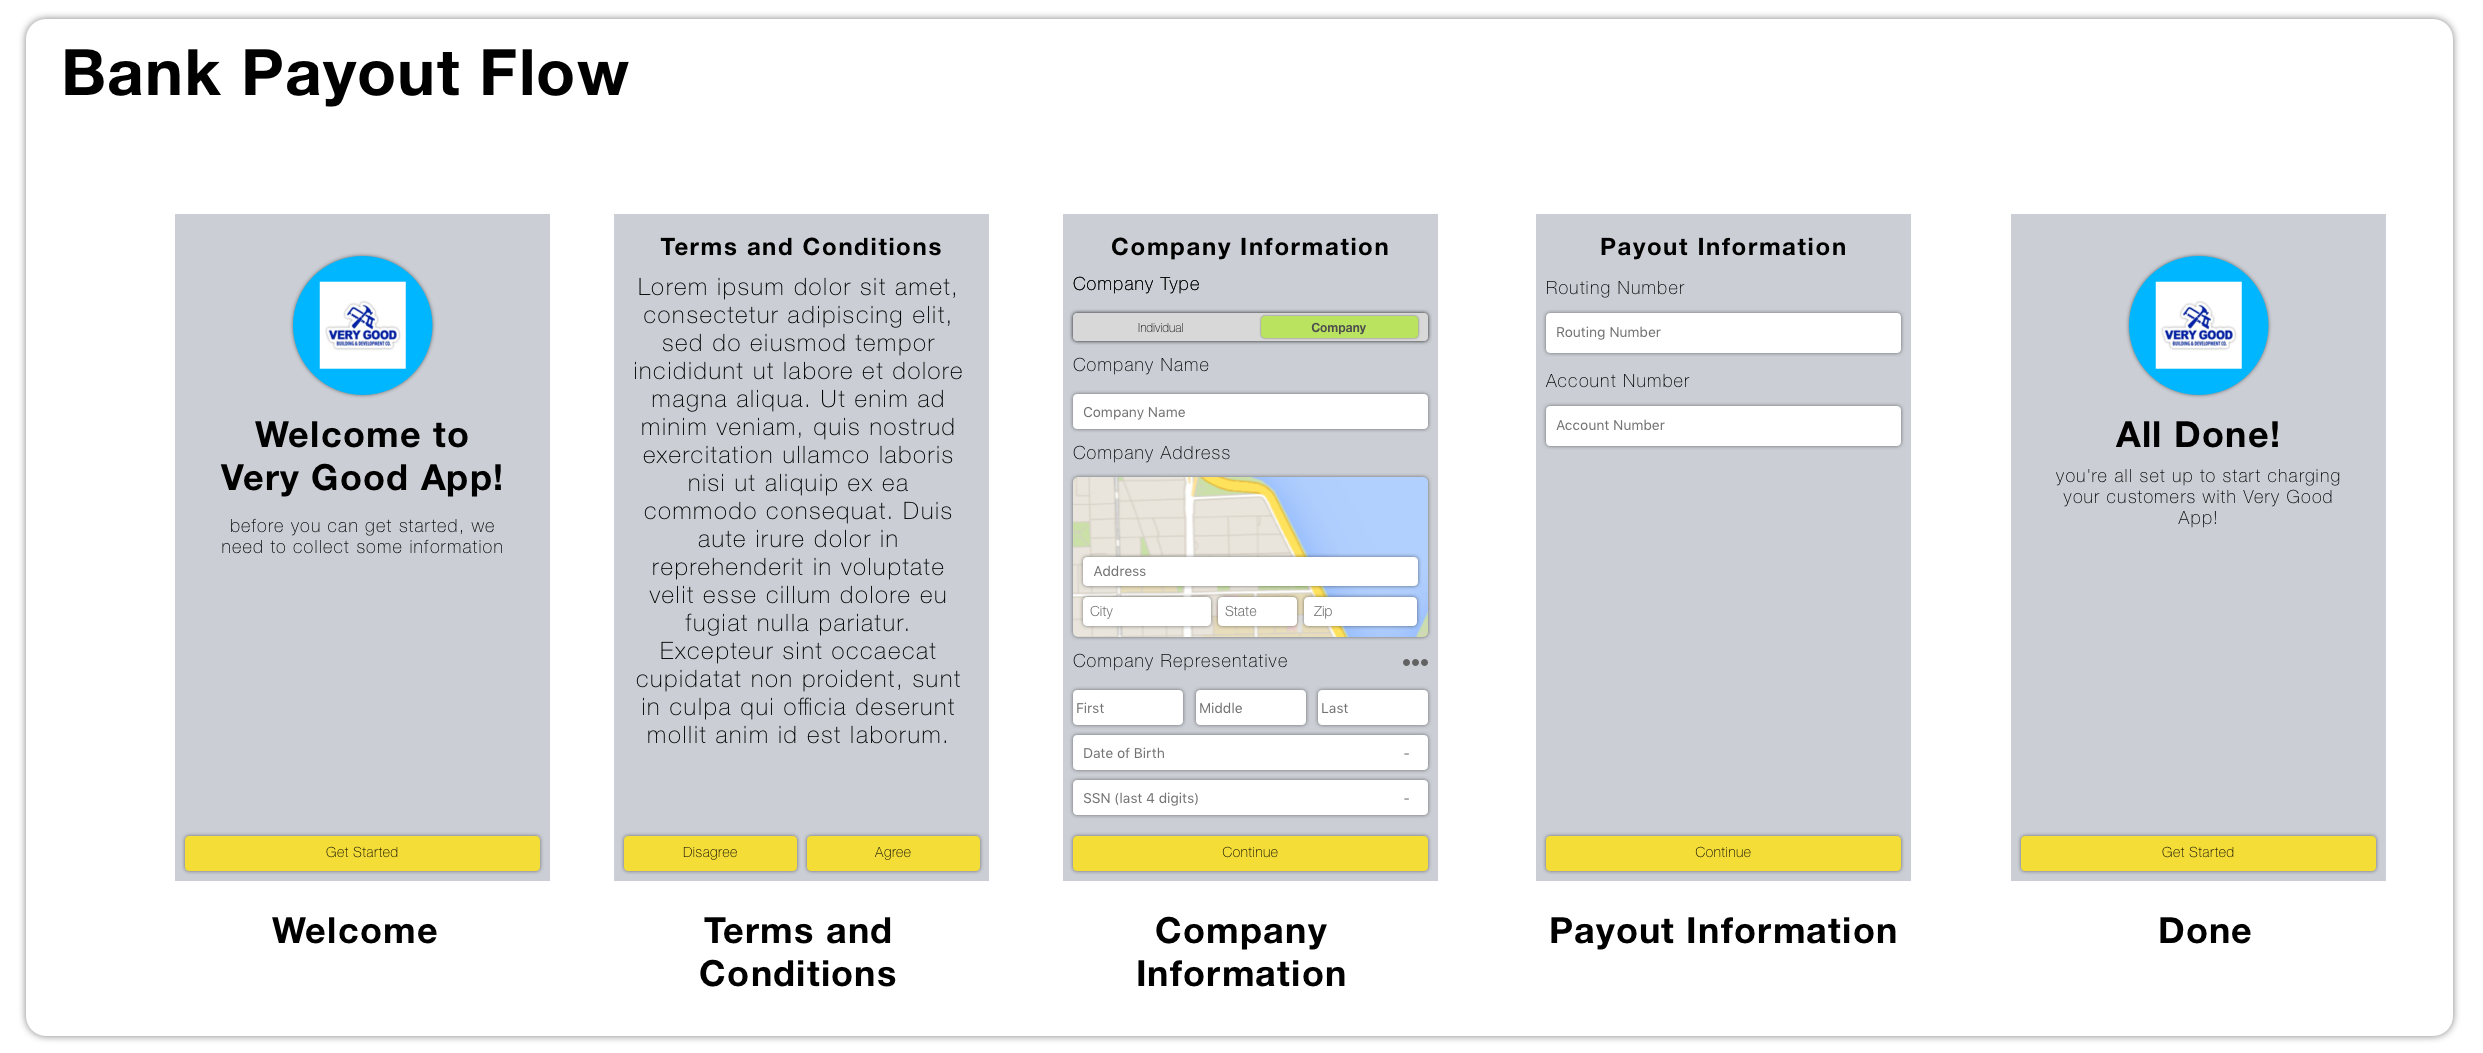 Bank Payout Flow
VERY GOOD
BUILDING & DEVELOPMENT CO.
Welcome to
Very Good App!
before you can get started, we
need to collect some information
Get Started
Welcome
Terms and Conditions
Lorem ipsum dolor sit amet,
consectetur adipiscing elit,
sed do eiusmod tempor
incididunt ut labore et dolore
magna aliqua. Ut enim ad
minim veniam, quis nostrud
exercitation ullamco laboris
nisi ut aliquip ex ea
commodo consequat. Duis
aute irure dolor in
reprehenderit in voluptate
velit esse cillum dolore eu
fugiat nulla pariatur.
Excepteur sint occaecat
cupidatat non proident, sunt
in culpa qui officia deserunt
mollit anim id est laborum.
Disagree Agree
Terms and
Conditions
Company Information
Company Type
Individual Company
Company Name
Company Name
Company Address
Address
City State Zip
Company Representative
First Middle Last
Date of Birth -
SSN (last 4 digits) -
Continue
Company
Information
Payout Information
Routing Number
Routing Number
Account Number
Account Number
Continue
Payout Information
VERY GOOD
BUILDING & DEVELOPMENT CO.
All Done!
you're all set up to start charging
your customers with Very Good
App!
Get Started
Done